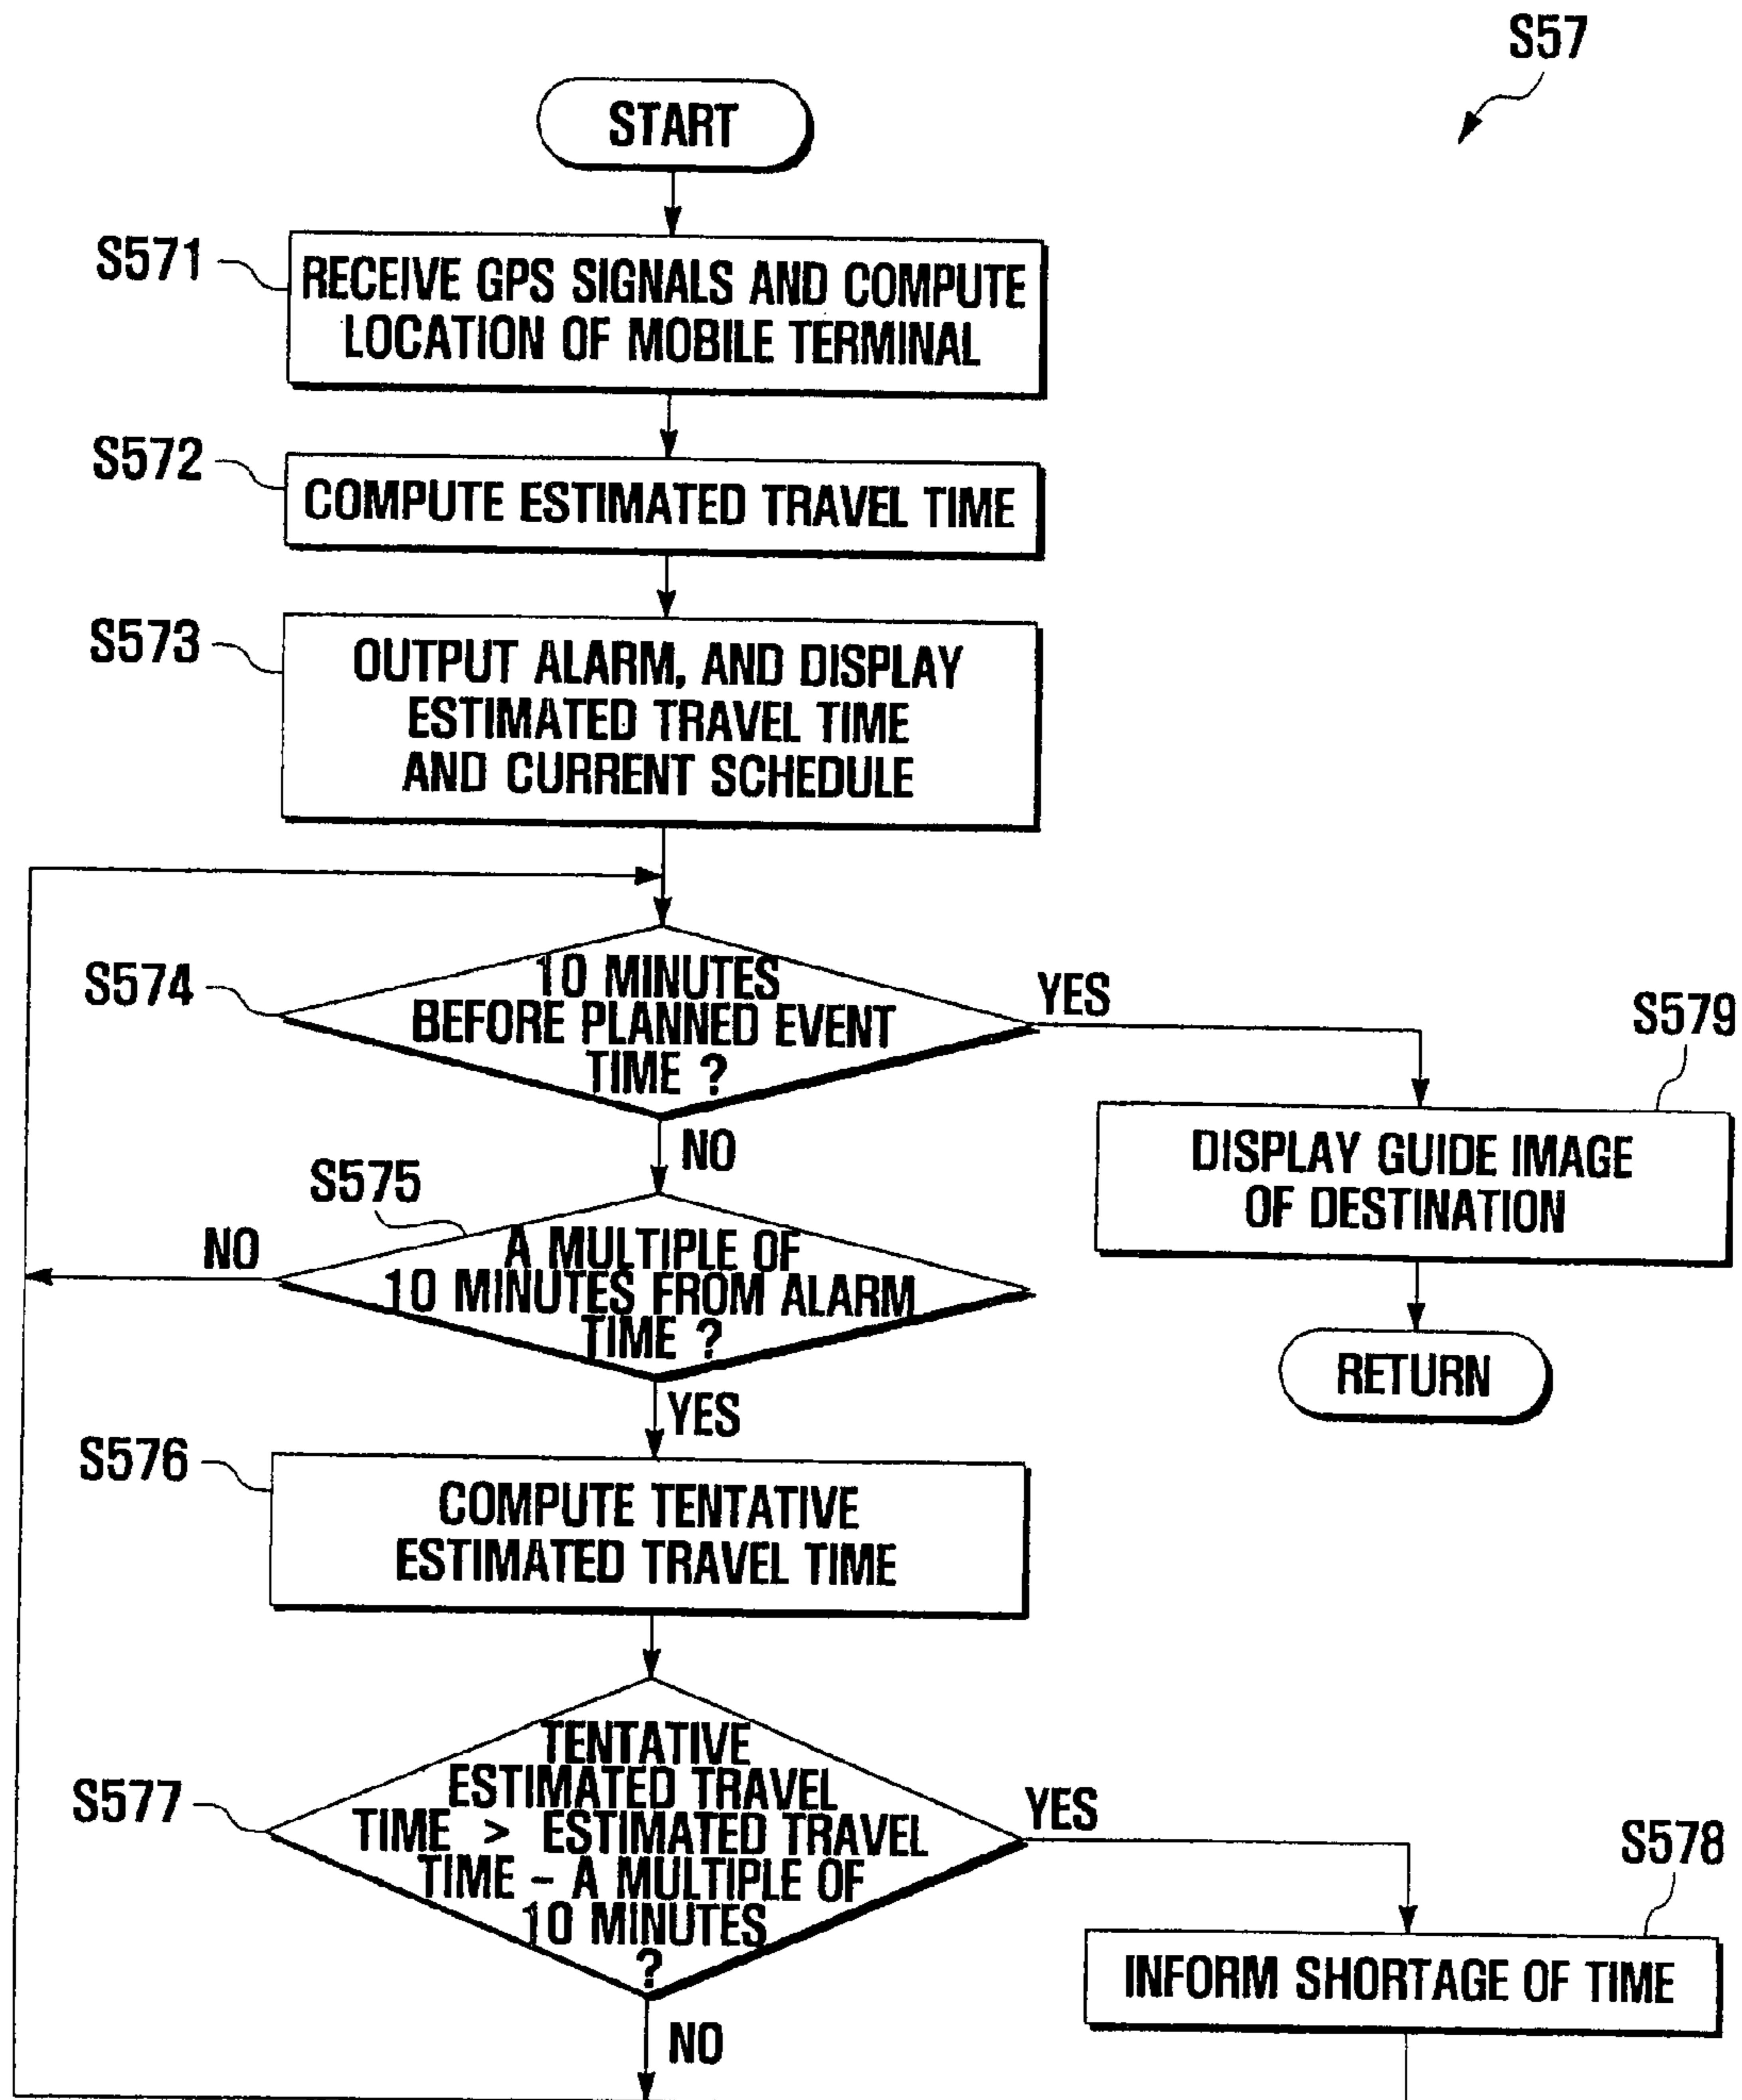 S57
START
S571
RECEIVE GPS SIGNALS AND COMPUTE
LOCATION OF MOBILE TERMINAL
S572
COMPUTE ESTIMATED TRAVEL TIME
S573
OUTPUT ALARM, AND DISPLAY
ESTIMATED TRAVEL TIME
AND CURRENT SCHEDULE
S574
10 MINUTES
BEFORE PLANNED EVENT
TIME ?
YES
S579
DISPLAY GUIDE IMAGE
OF DESTINATION
RETURN
NO
S575
A MULTIPLE OF
10 MINUTES FROM ALARM
TIME ?
NO
YES
S576
COMPUTE TENTATIVE
ESTIMATED TRAVEL TIME
S577
TENTATIVE
ESTIMATED TRAVEL
TIME > ESTIMATED TRAVEL
TIME - A MULTIPLE OF
10 MINUTES
?
YES
S578
INFORM SHORTAGE OF TIME
NO